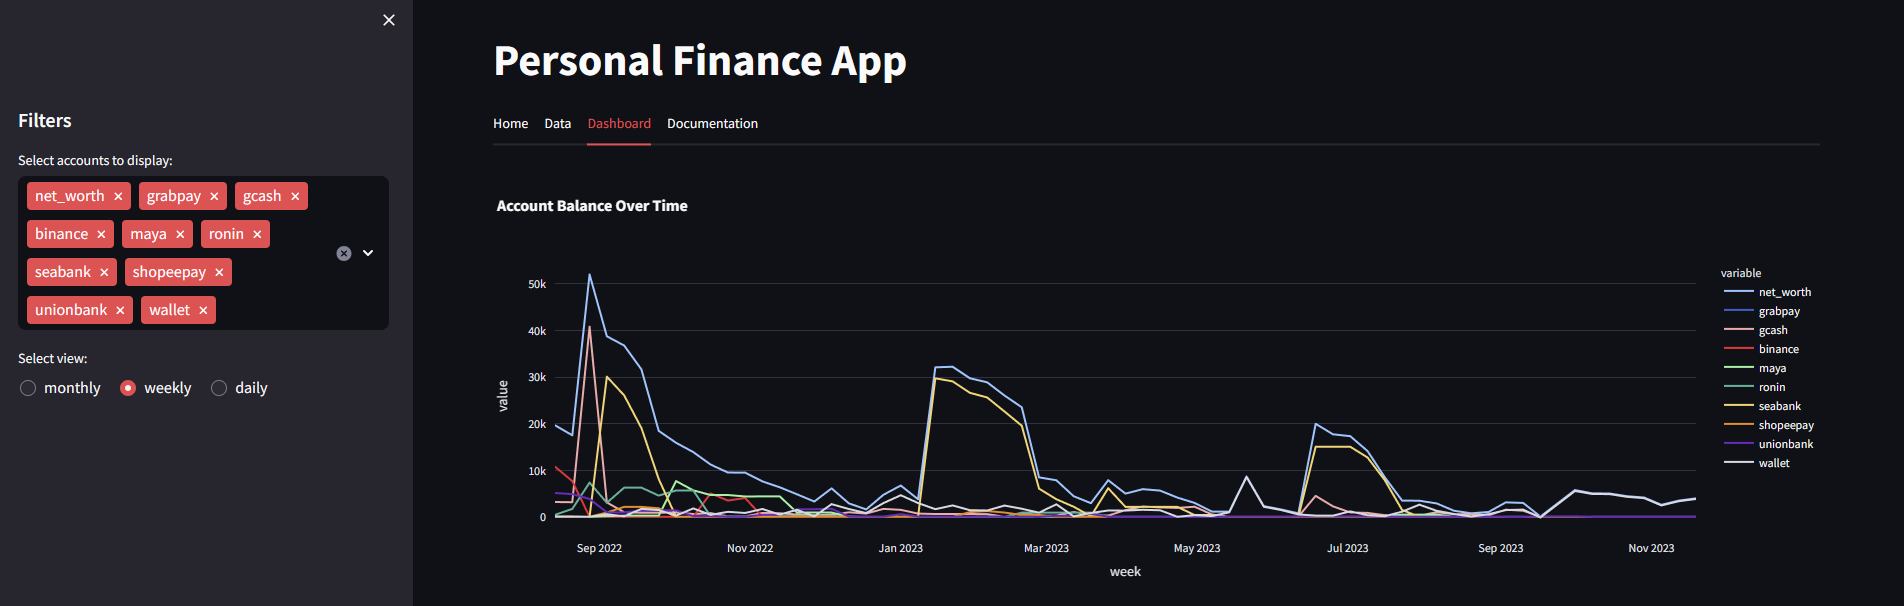 Filters
Select accounts to display:
net_worth × grabpay × gcash ×
binance × maya × ronin ×
seabank × shopeepay ×
unionbank × wallet ×
Select view:
monthly weekly daily
Personal Finance App
Home Data Dashboard Documentation
Account Balance Over Time
value
50k
40k
30k
20k
10k
0
Sep 2022 Nov 2022 Jan 2023 Mar 2023 May 2023 Jul 2023 Sep 2023 Nov 2023
week
variable
net_worth
grabpay
gcash
binance
maya
ronin
seabank
shopeepay
unionbank
wallet